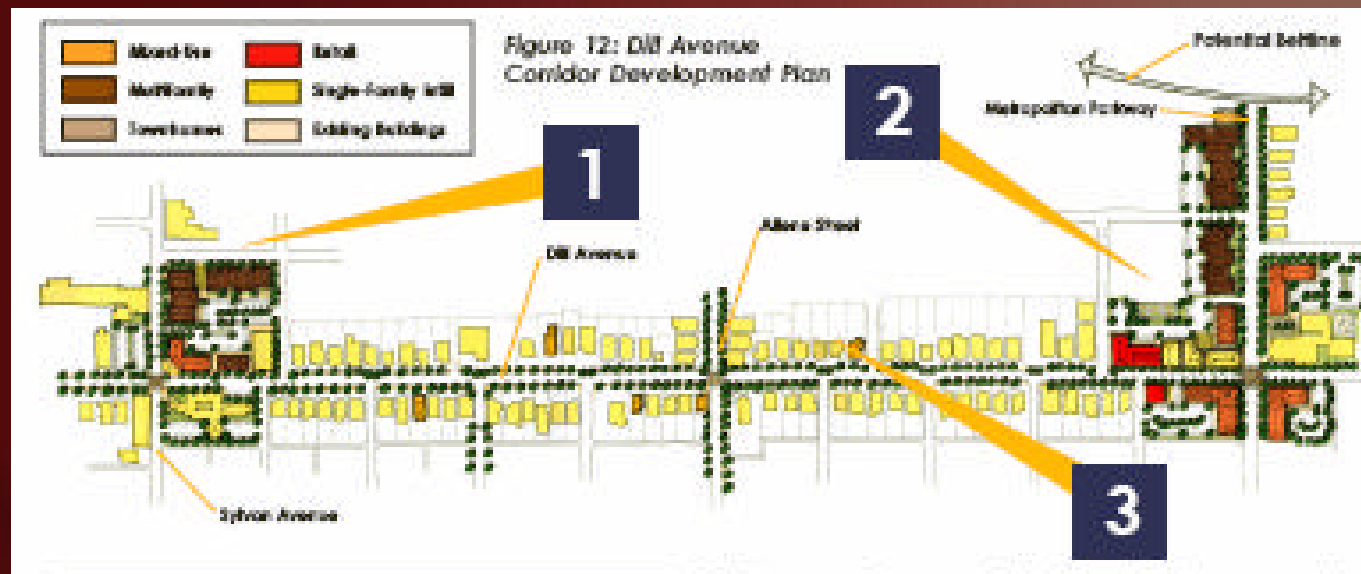 Mixed-Use
Retail
Multifamily
Single-Family Infill
Townhomes
Existing Buildings
Figure 12: Dill Avenue
Corridor Development Plan
Potential Beltline
Metropolitan Parkway
1
2
Allene Street
Dill Avenue
3
Sylvan Avenue